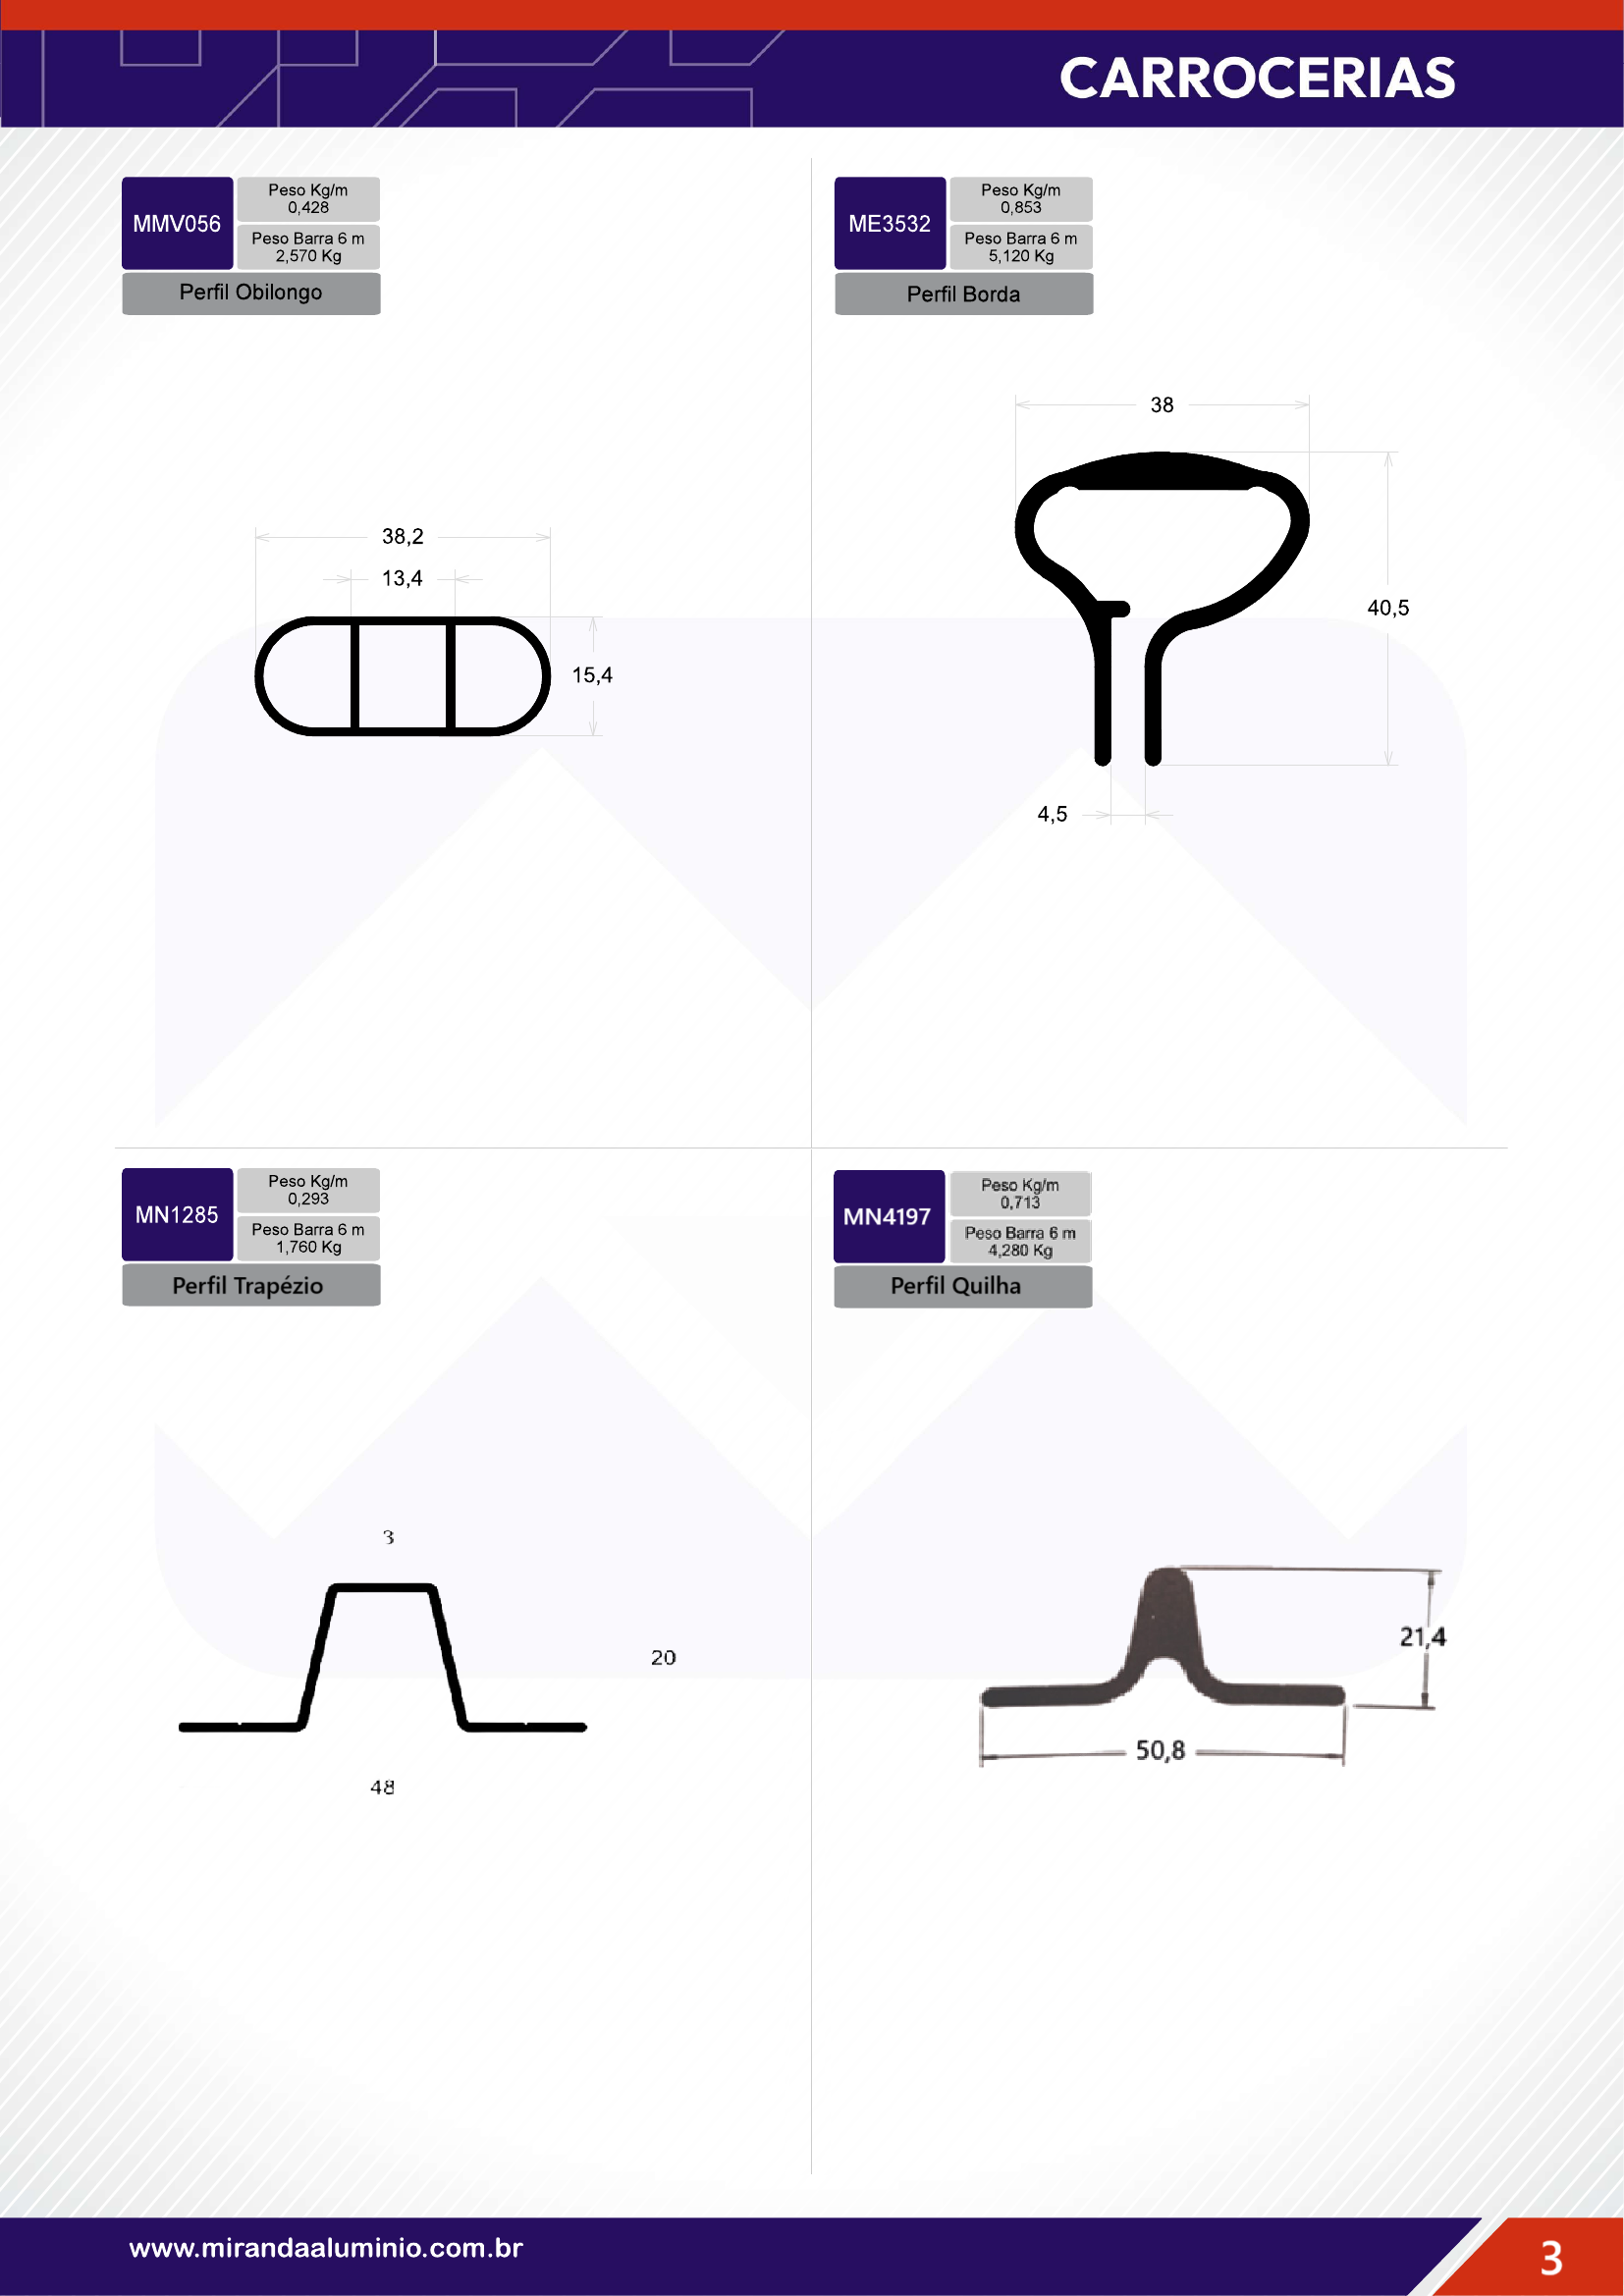 CARROCERIAS
MMV056
Peso Kg/m
0,428
Peso Barra 6 m
2,570 Kg
Perfil Obilongo
ME3532
Peso Kg/m
0,853
Peso Barra 6 m
5,120 Kg
Perfil Borda
38,2
13,4
15,4
38
40,5
4,5
MN1285
Peso Kg/m
0,293
Peso Barra 6 m
1,760 Kg
Perfil Trapézio
MN4197
Peso Kg/m
0,713
Peso Barra 6 m
4,280 Kg
Perfil Quilha
3
20
48
21,4
50,8
www.mirandaaluminio.com.br
3